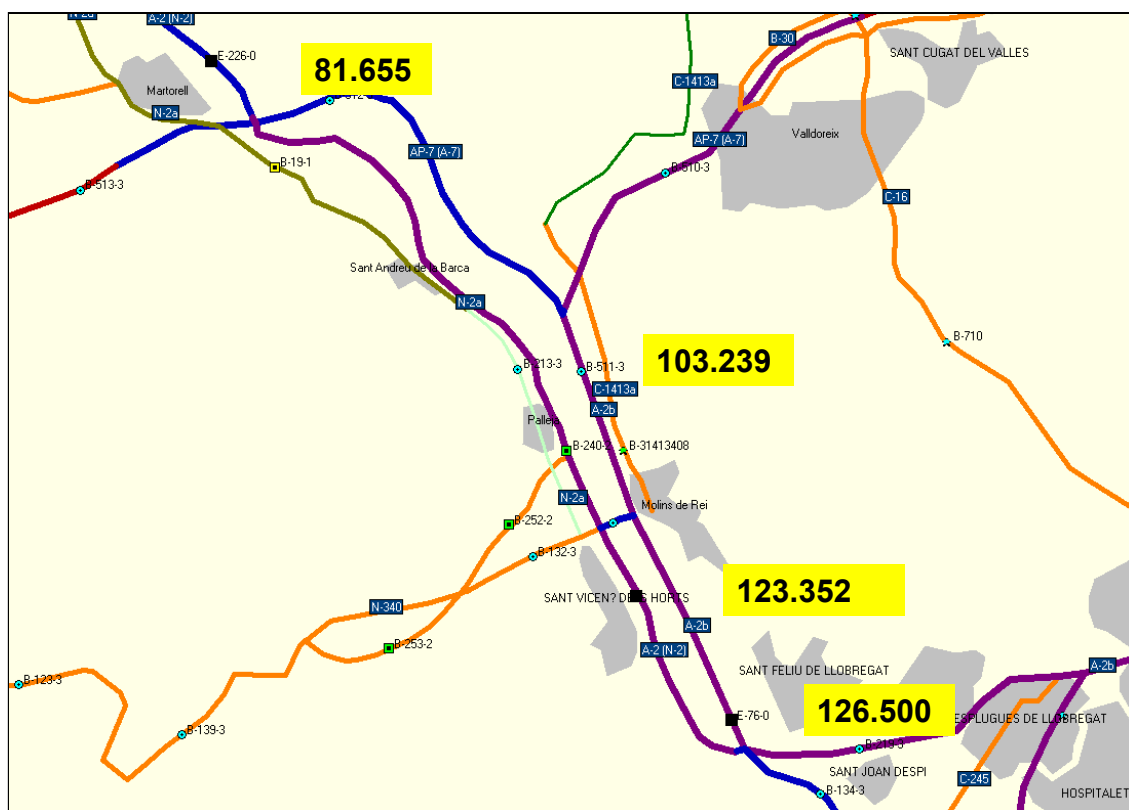 A-2 (N-2)
B-30
SANT CUGAT DEL VALLES
E-226-0
81.655
C-1413a
Martorell
N-2a
Valldoreix
AP-7 (A-7)
AP-7 (A-7)
B-19-1
B-510-3
B-513-3
C-16
Sant Andreu de la Barca
N-2a
B-710
103.239
B-213-3
B-511-3
C-1413a
A-2b
Palleja
B-240-2
B-31413408
N-2a
Molins de Rei
B-252-2
B-132-3
123.352
SANT VICEN? DELS HORTS
N-340
A-2b
B-253-2
A-2 (N-2)
SANT FELIU DE LLOBREGAT
A-2b
B-123-3
126.500
E-76-0
ESPLUGUES DE LLOBREGAT
B-139-3
B-219-3
SANT JOAN DESPI
C-245
B-134-3
HOSPITALET